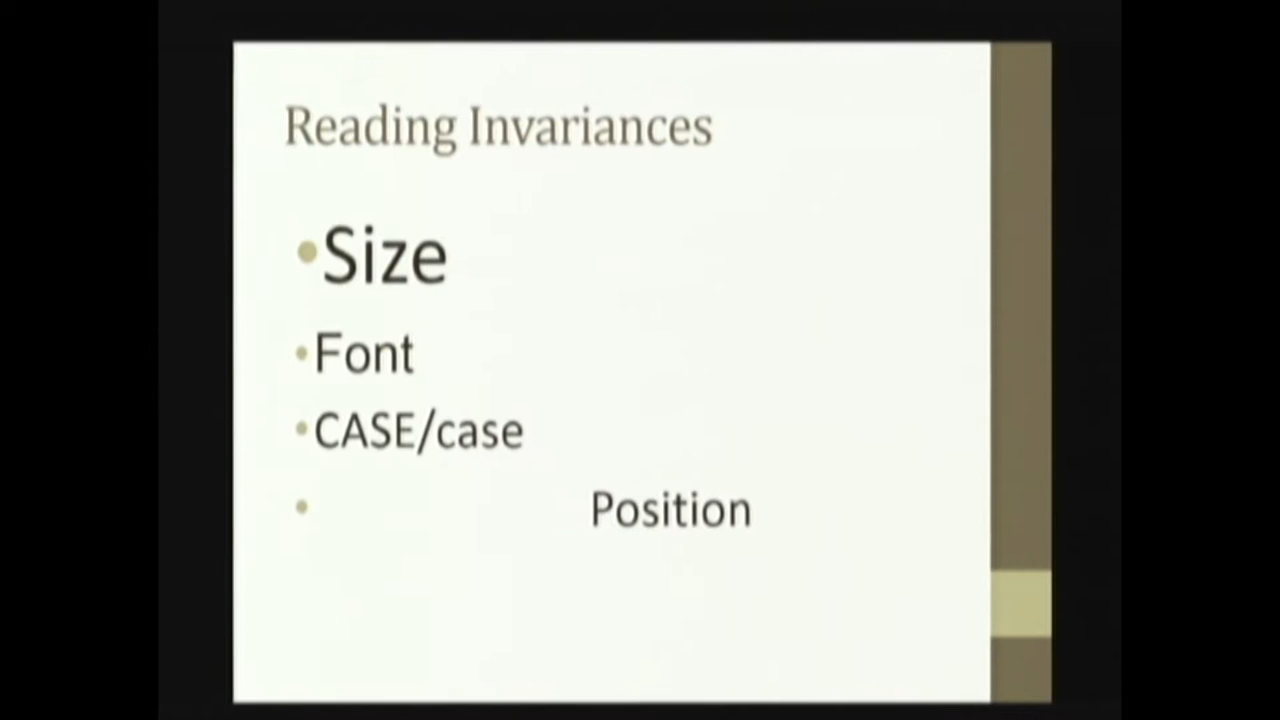 Reading Invariances
•Size
•Font
•CASE/case
• Position